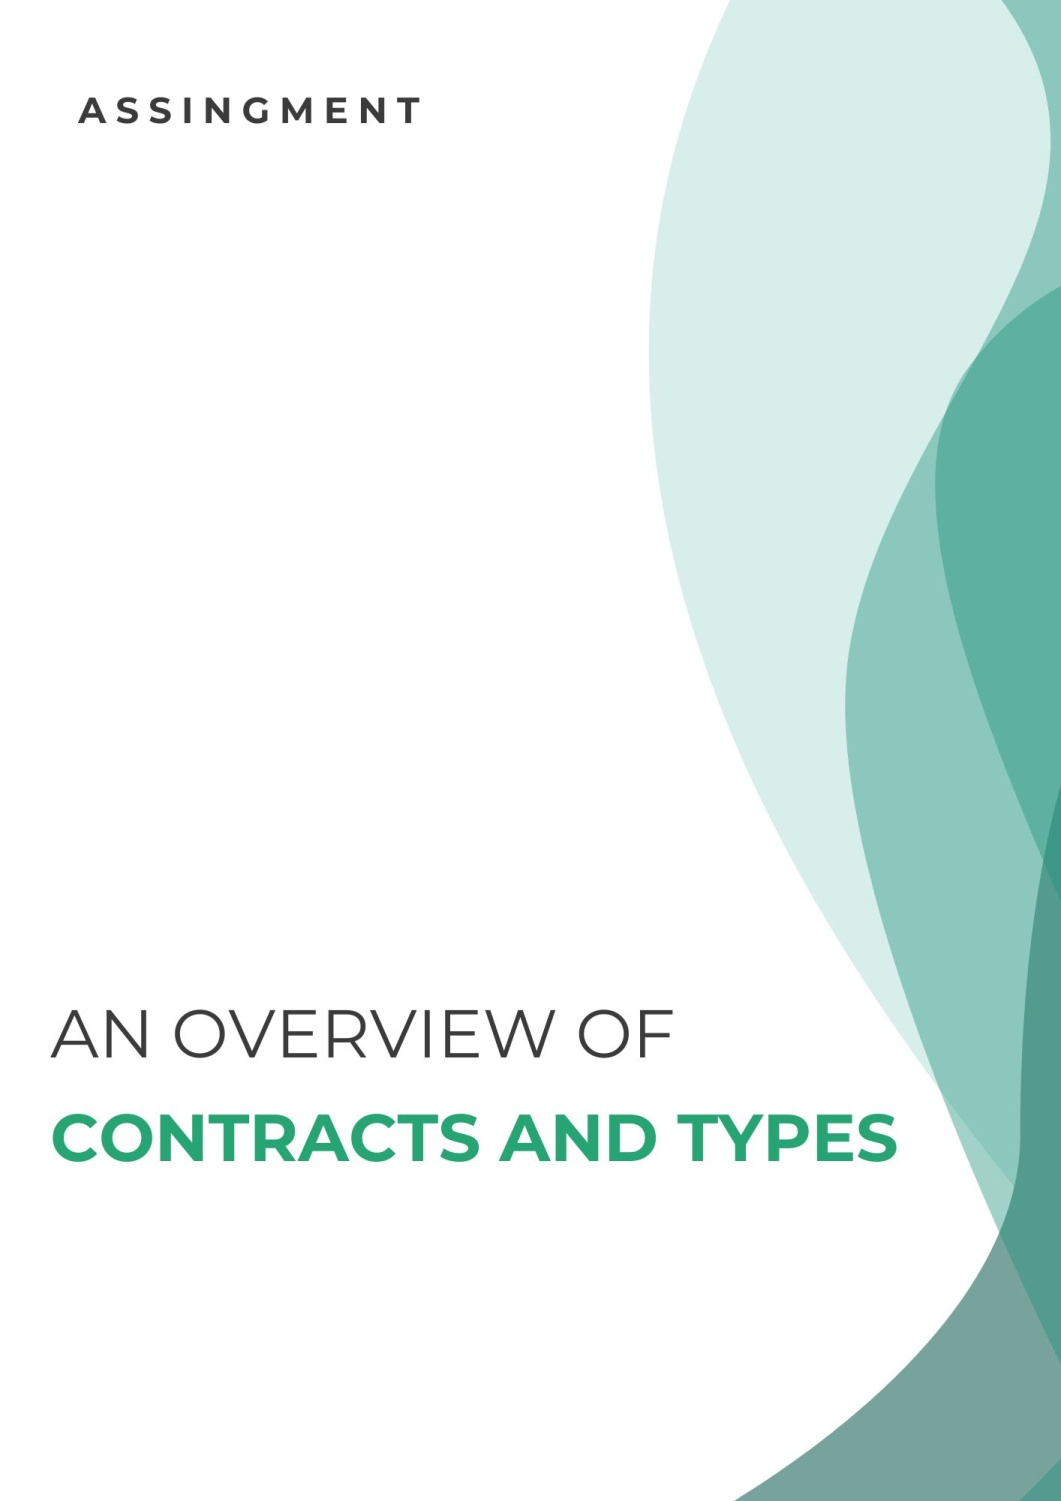 ASSINGMENT
AN OVERVIEW OF
CONTRACTS AND TYPES